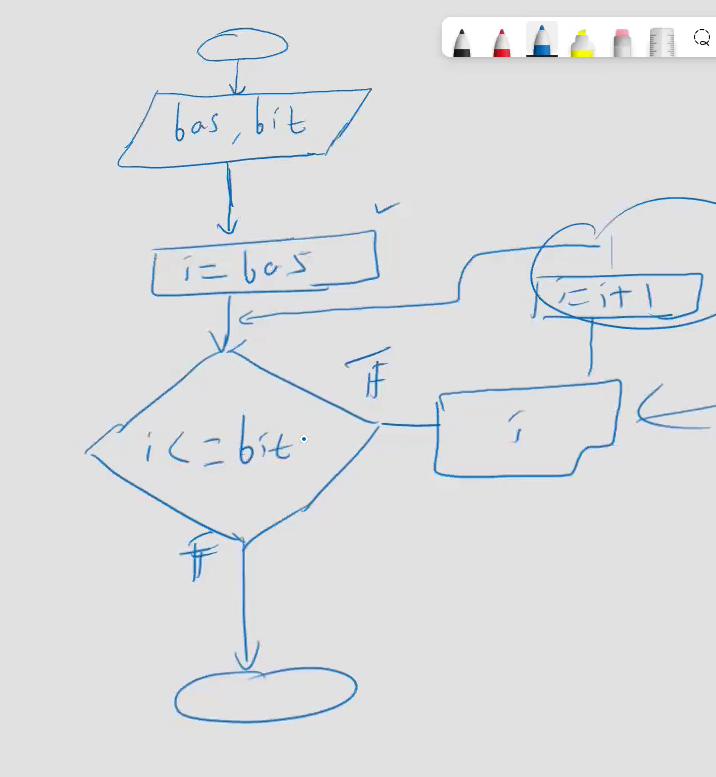 bas, bit
i=bas
i=i+1
i
i<=bit